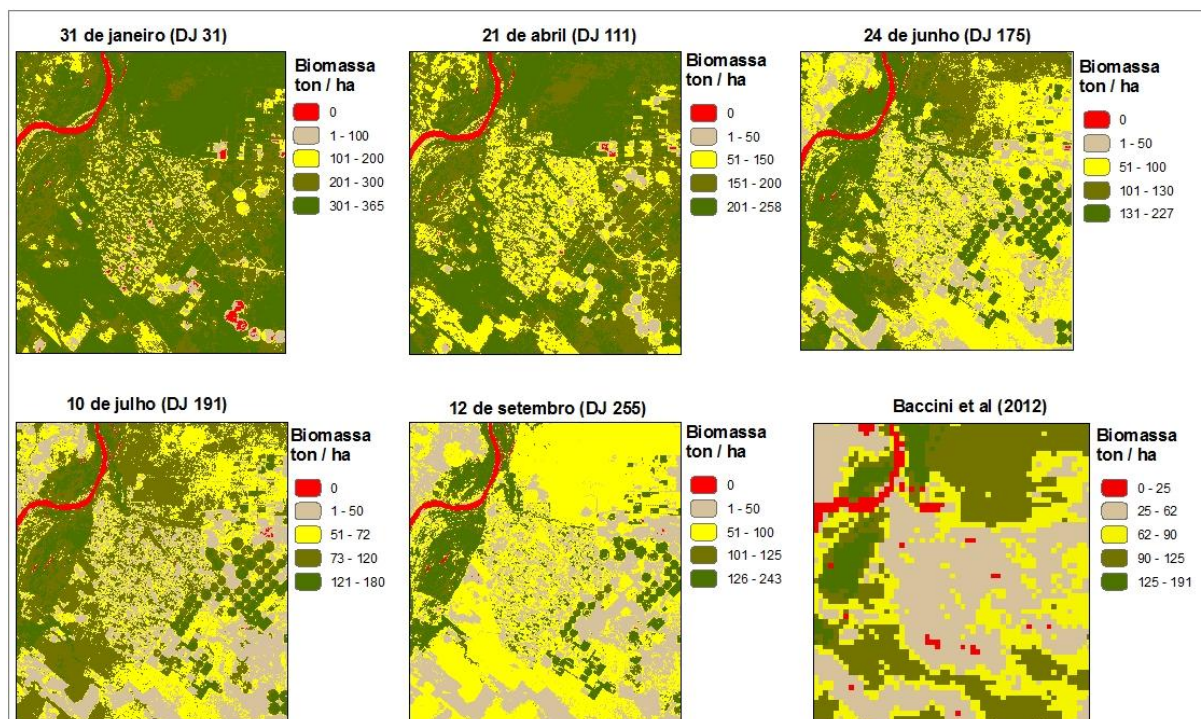 31 de janeiro (DJ 31)
Biomassa
ton / ha
0
1 - 100
101 - 200
201 - 300
301 - 365
21 de abril (DJ 111)
Biomassa
ton / ha
0
1 - 50
51 - 150
151 - 200
201 - 258
24 de junho (DJ 175)
Biomassa
ton / ha
0
1 - 50
51 - 100
101 - 130
131 - 227
10 de julho (DJ 191)
Biomassa
ton / ha
0
1 - 50
51 - 72
73 - 120
121 - 180
12 de setembro (DJ 255)
Biomassa
ton / ha
0
1 - 50
51 - 100
101 - 125
126 - 243
Baccini et al (2012)
Biomassa
ton / ha
0 - 25
25 - 62
62 - 90
90 - 125
125 - 191